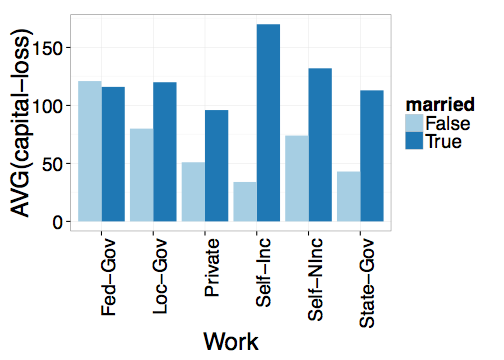 AVG(capital−loss)
150
100
50
0
Fed−Gov
Loc−Gov
Private
Self−Inc
Self−NInc
State−Gov
Work
married
False
True